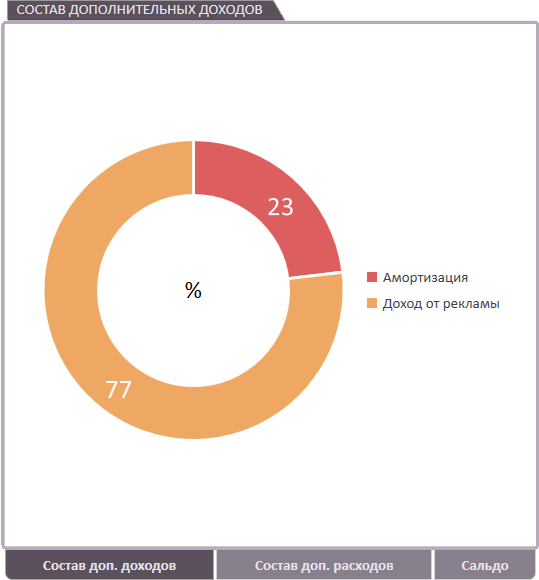 СОСТАВ ДОПОЛНИТЕЛЬНЫХ ДОХОДОВ
23
%
Амортизация
Доход от рекламы
77
Состав доп. доходов
Состав доп. расходов
Сальдо